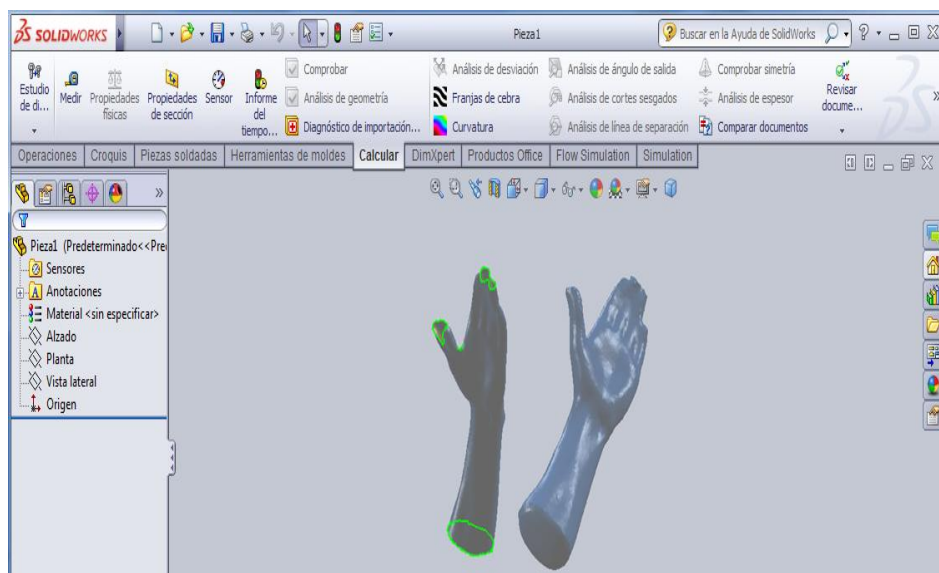 SOLIDWORKS
Pieza1
Buscar en la Ayuda de SolidWorks
Estudio de di...
Medir
Propiedades físicas
Propiedades de sección
Sensor
Informe del tiempo...
Comprobar
Análisis de geometría
Diagnóstico de importación...
Análisis de desviación
Franjas de cebra
Curvatura
Análisis de ángulo de salida
Análisis de cortes sesgados
Análisis de línea de separación
Comprobar simetría
Análisis de espesor
Comparar documentos
Revisar docume...
Operaciones
Croquis
Piezas soldadas
Herramientas de moldes
Calcular
DimXpert
Productos Office
Flow Simulation
Simulation
Pieza1 (Predeterminado<<Pre
Sensores
Anotaciones
Material <sin especificar>
Alzado
Planta
Vista lateral
Origen